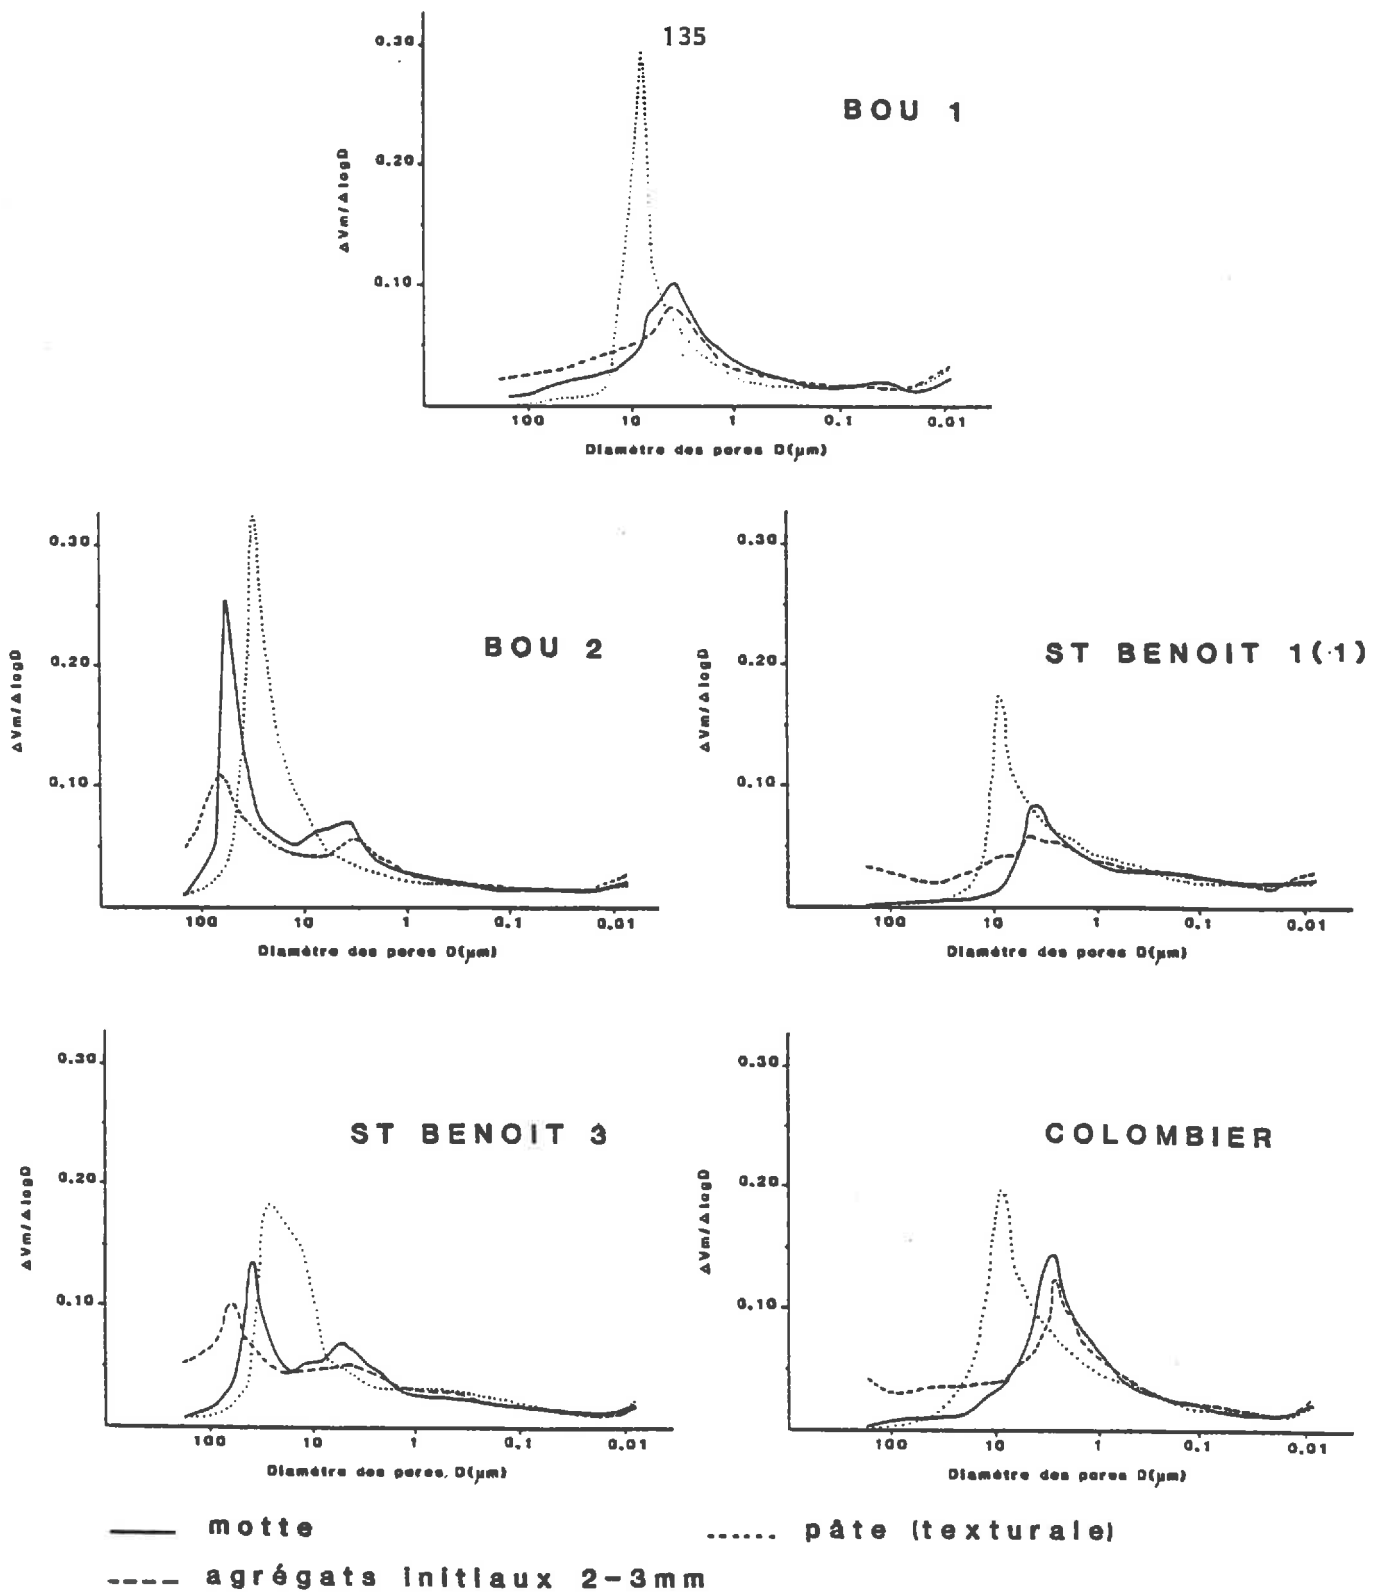 135
BOU 1
0.30
0.20
0.10
ΔVm/ΔlogD
100 10 1 0.1 0.01
Diamètre des pores D(µm)
BOU 2
0.30
0.20
0.10
ΔVm/ΔlogD
100 10 1 0.1 0.01
Diamètre des pores D(µm)
ST BENOIT 1(1)
0.30
0.20
0.10
ΔVm/ΔlogD
100 10 1 0.1 0.01
Diamètre des pores D(µm)
ST BENOIT 3
0.30
0.20
0.10
ΔVm/ΔlogD
100 10 1 0.1 0.01
Diamètre des pores. D(µm)
COLOMBIER
0.30
0.20
0.10
ΔVm/ΔlogD
100 10 1 0.1 0.01
Diamètre des pores D(µm)
motte
pâte (texturale)
agrégats initiaux 2-3mm